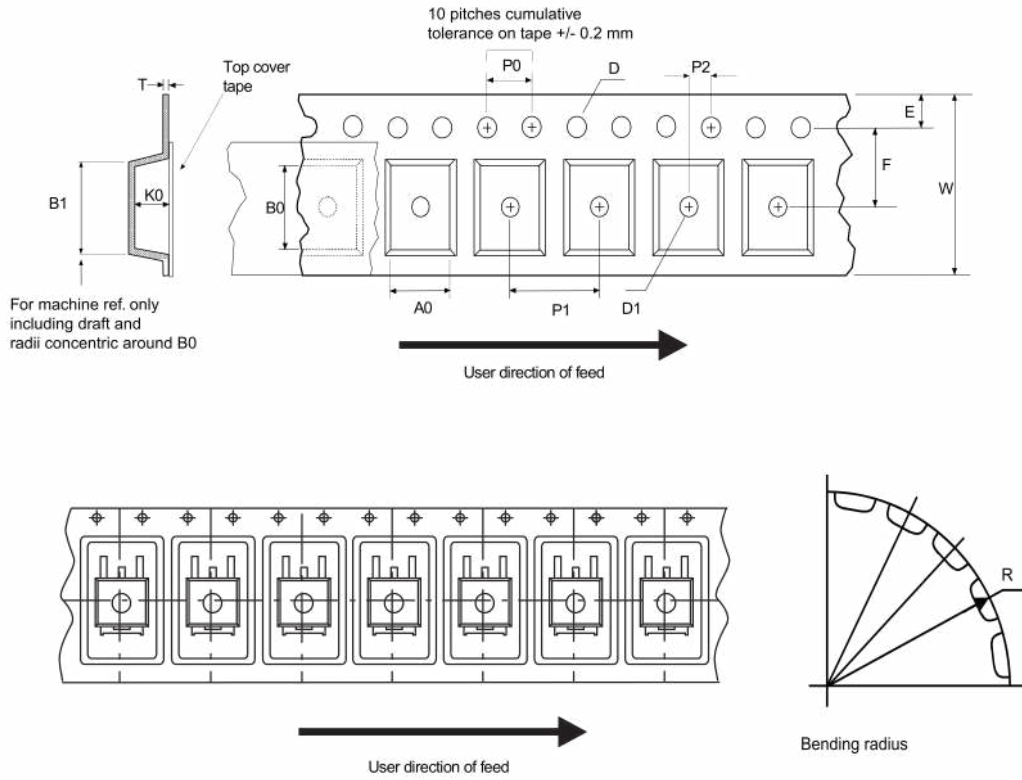 10 pitches cumulative
tolerance on tape +/- 0.2 mm
P0
D
P2
T
Top cover
tape
E
F
W
B1
K0
B0
For machine ref. only
including draft and
radii concentric around B0
A0
P1
D1
User direction of feed
R
Bending radius
User direction of feed